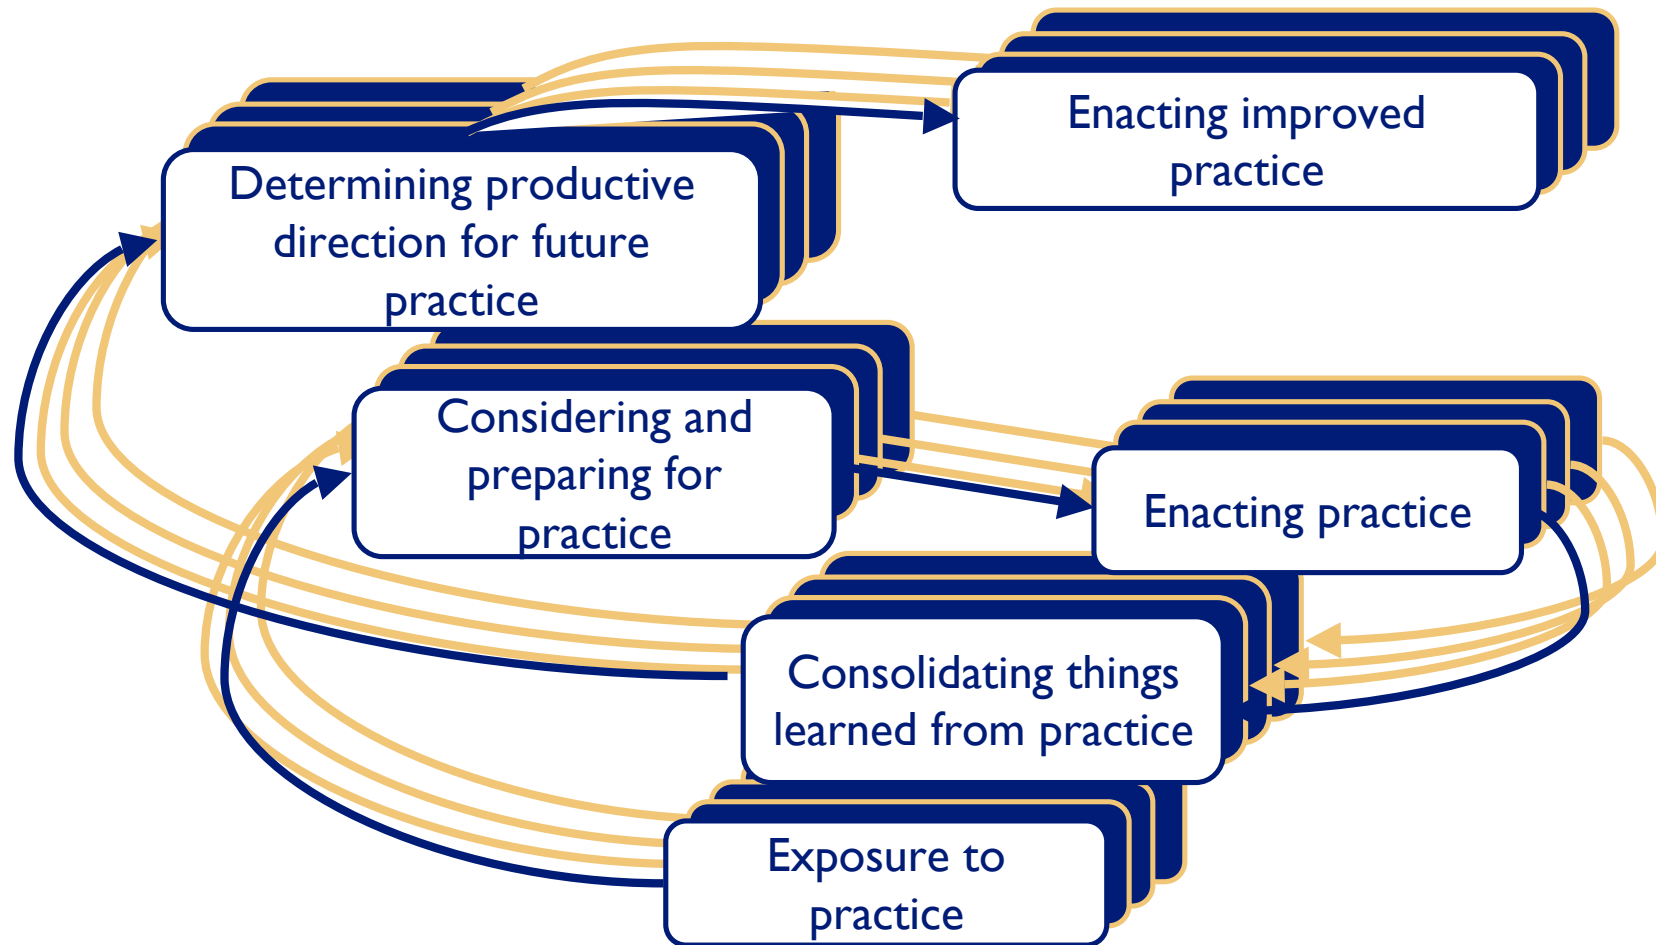 Enacting improved
practice
Determining productive
direction for future
practice
Considering and
preparing for
practice
Enacting practice
Consolidating things
learned from practice
Exposure to
practice